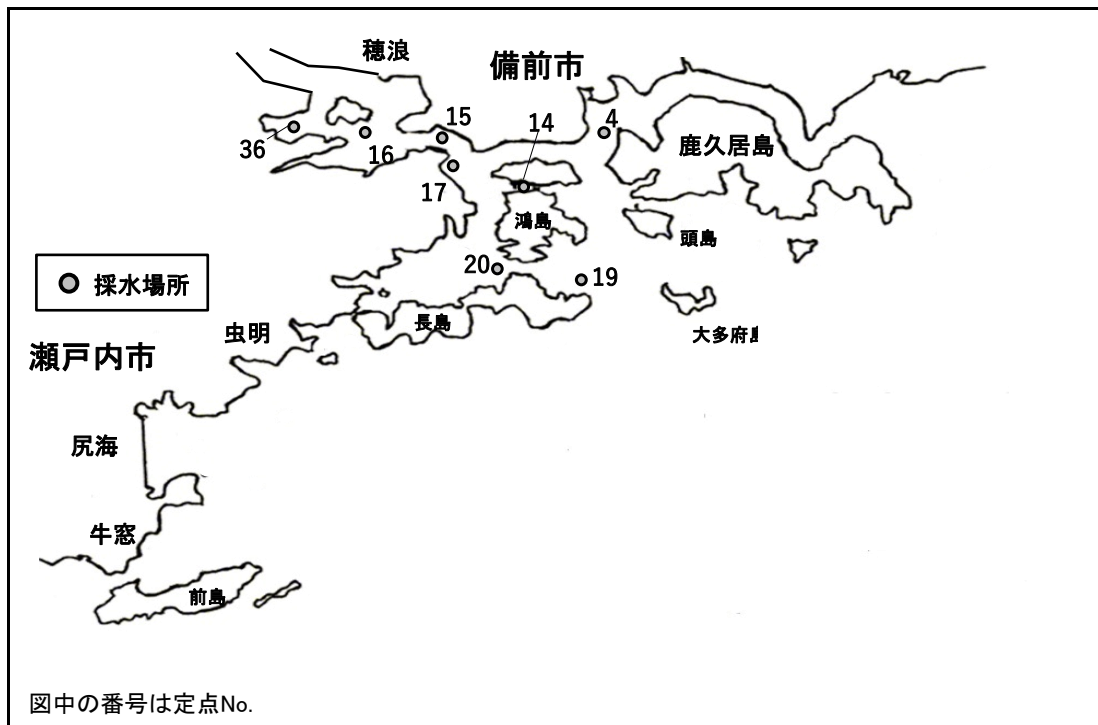 穂浪
備前市
15
14
4
36
16
17
鹿久居島
鴻島
頭島
20
19
採水場所
大多府島
長島
虫明
瀬戸内市
尻海
牛窓
前島
図中の番号は定点No.